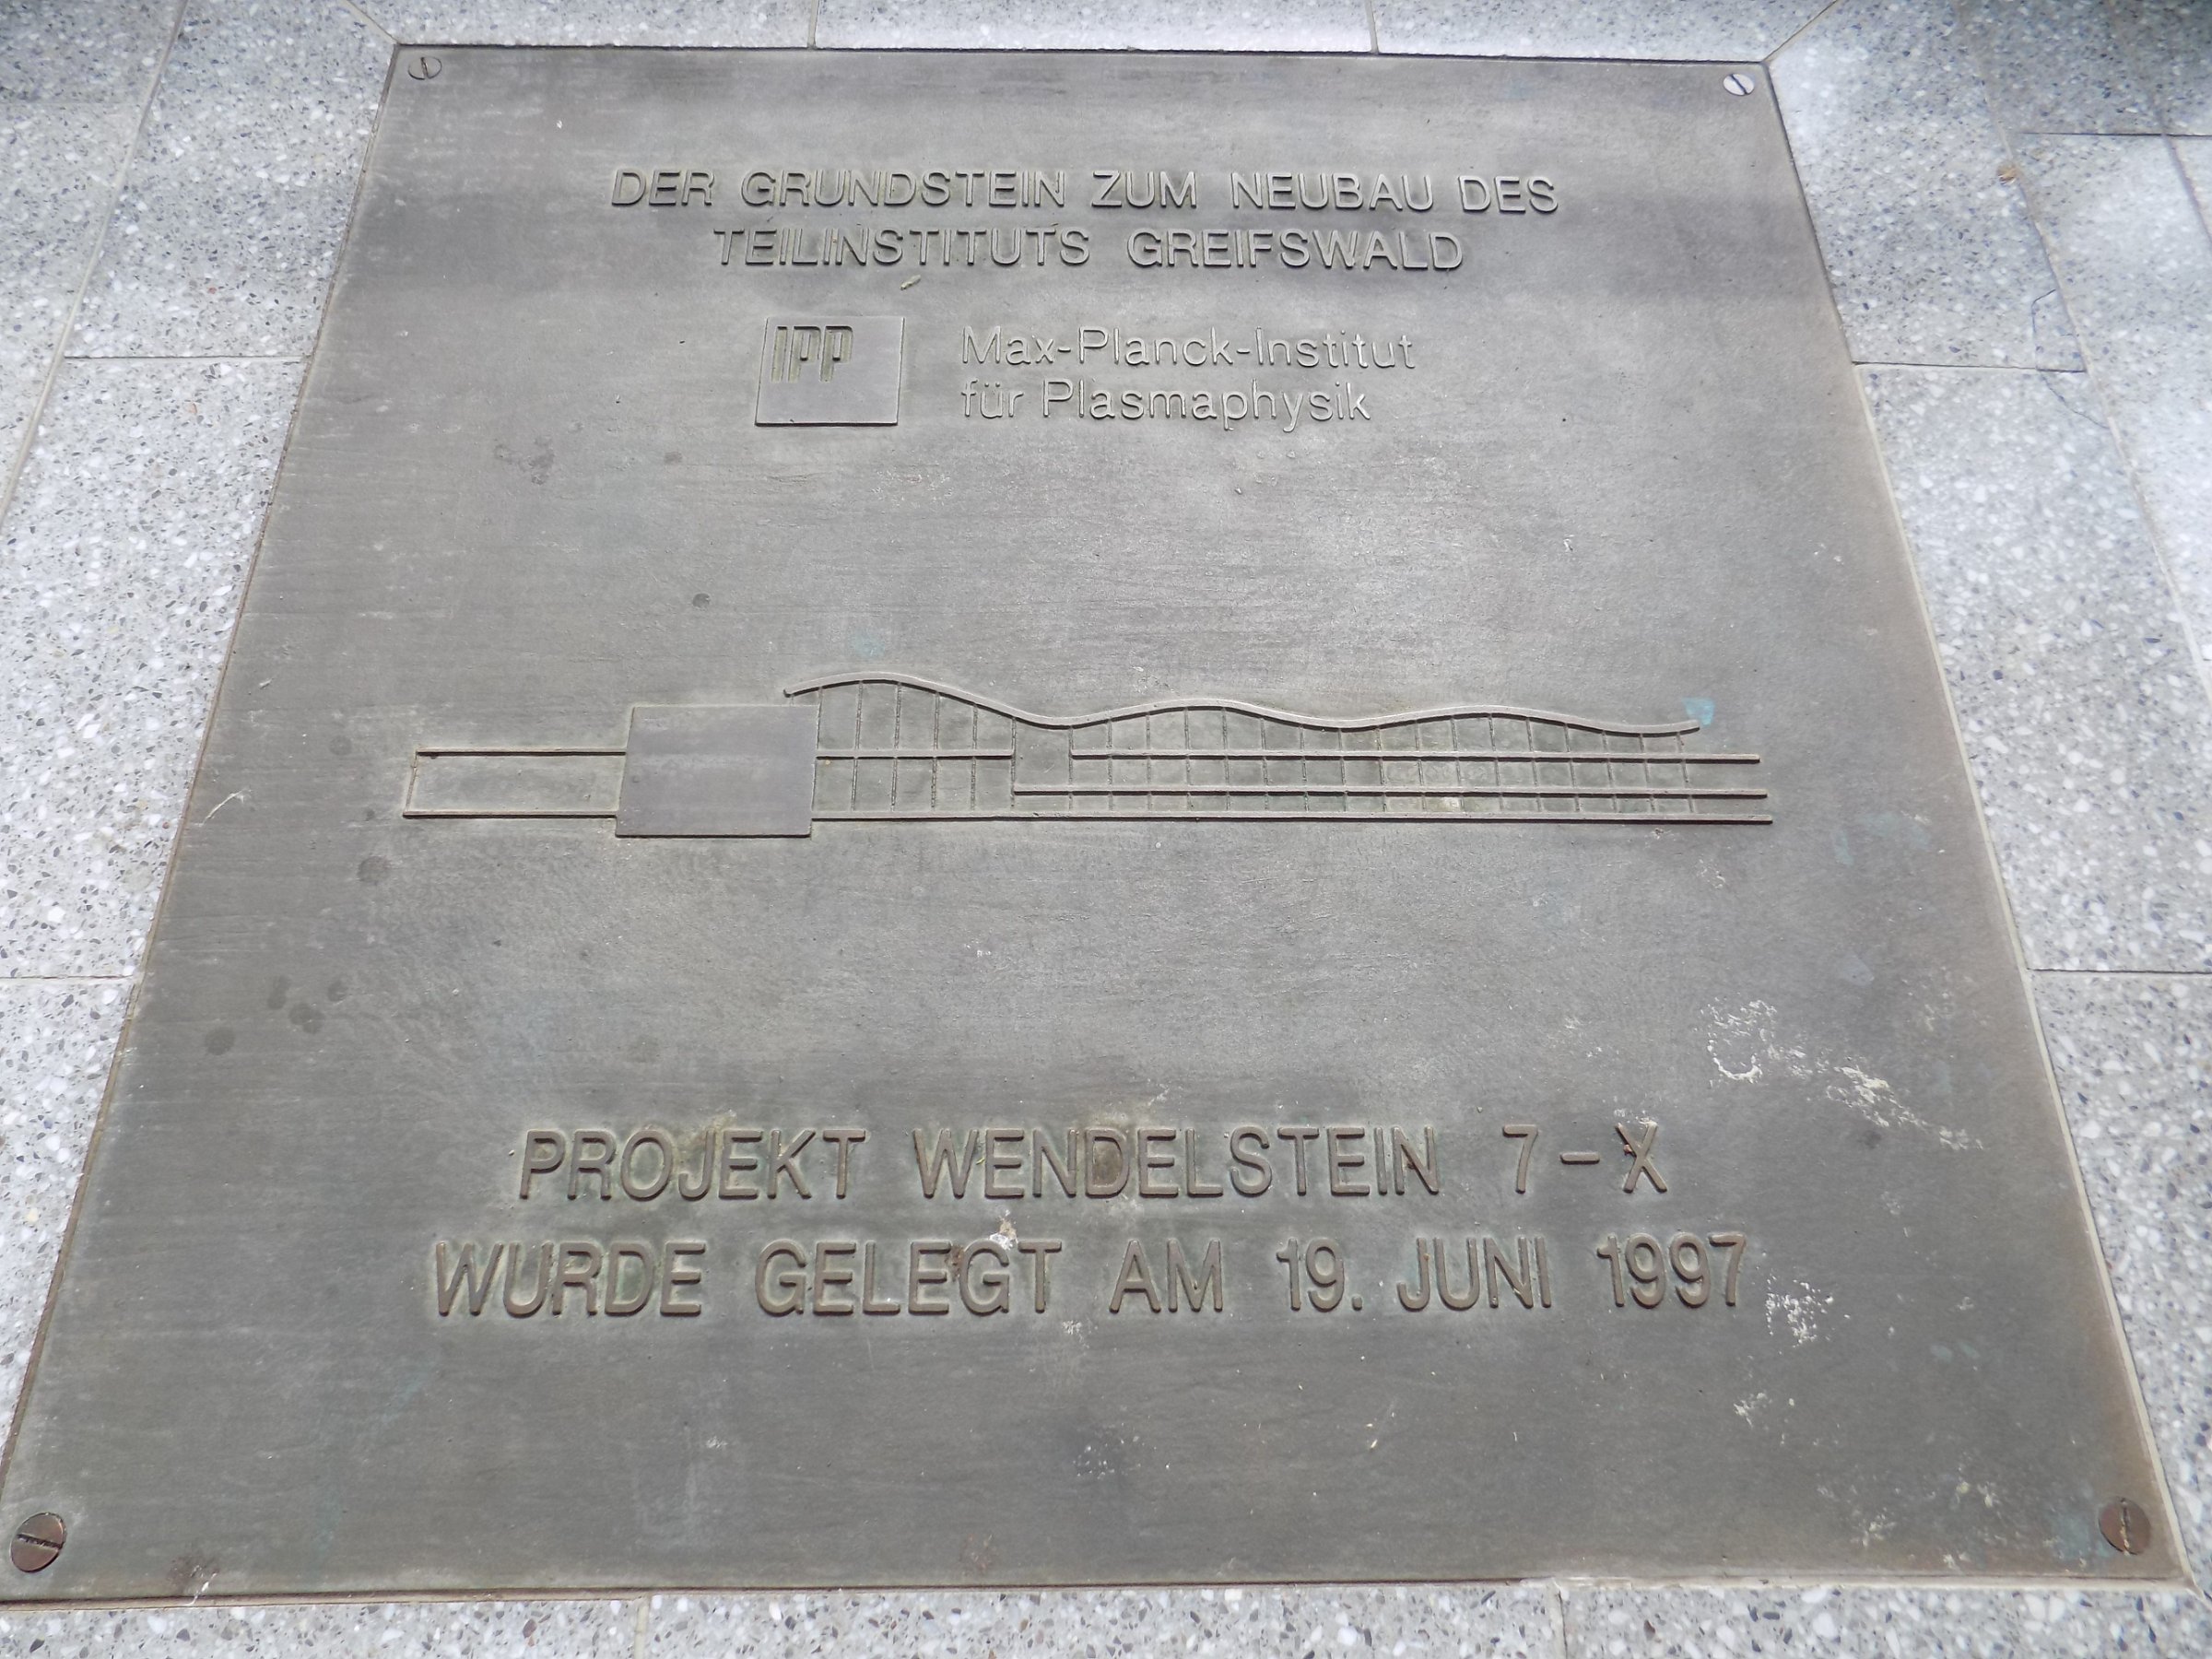 DER GRUNDSTEIN ZUM NEUBAU DES
TEILINSTITUTS GREIFSWALD
IPP
Max-Planck-Institut
für Plasmaphysik
PROJEKT WENDELSTEIN 7-X
WURDE GELEGT AM 19. JUNI 1997